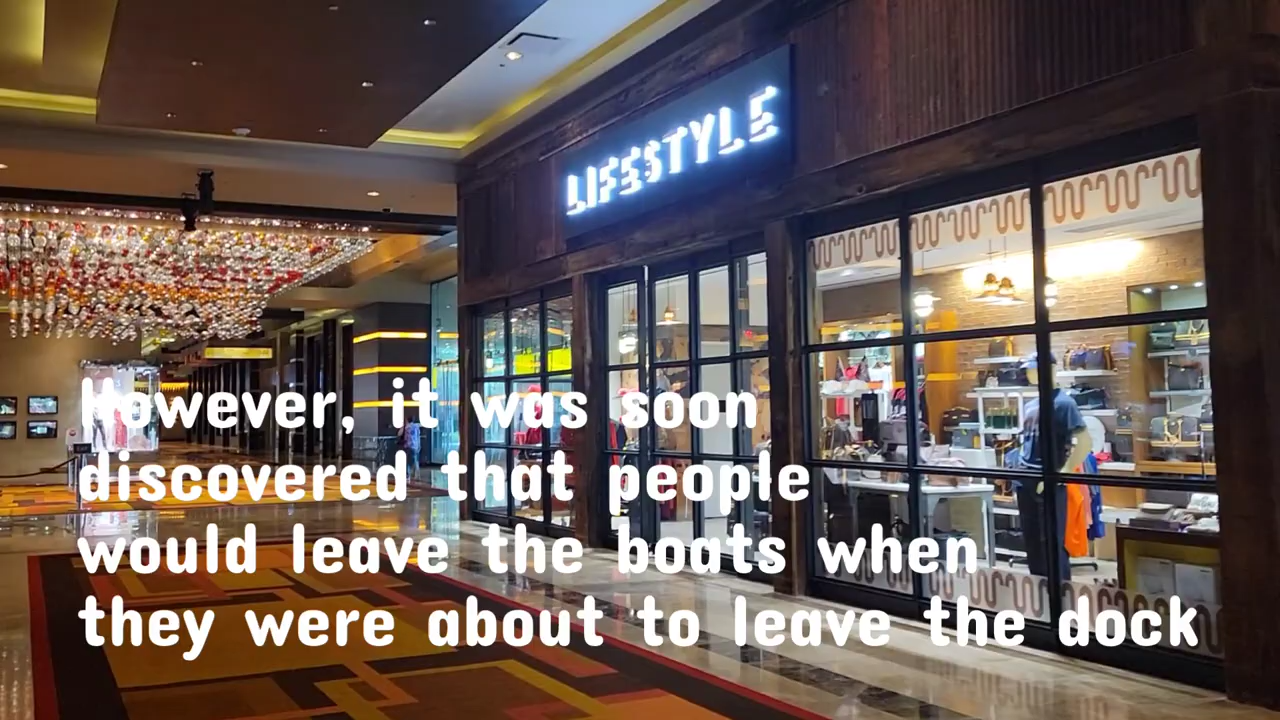 LIFESTYLE
However, it was soon
discovered that people
would leave the boats when
they were about to leave the dock